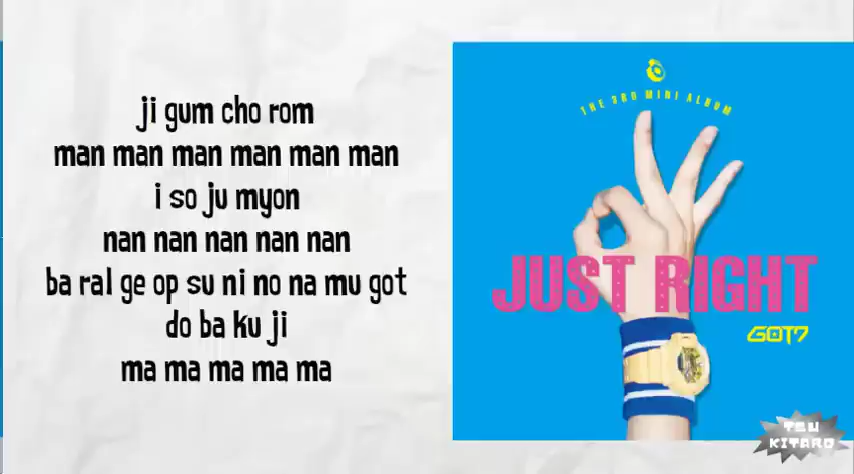 ji gum cho rom
man man man man man man
i so ju myon
nan nan nan nan nan
ba ral ge op su ni no na mu got
do ba ku ji
ma ma ma ma ma
THE 3RD MINI ALBUM
JUST RIGHT
GOT7
TSU
KITARO